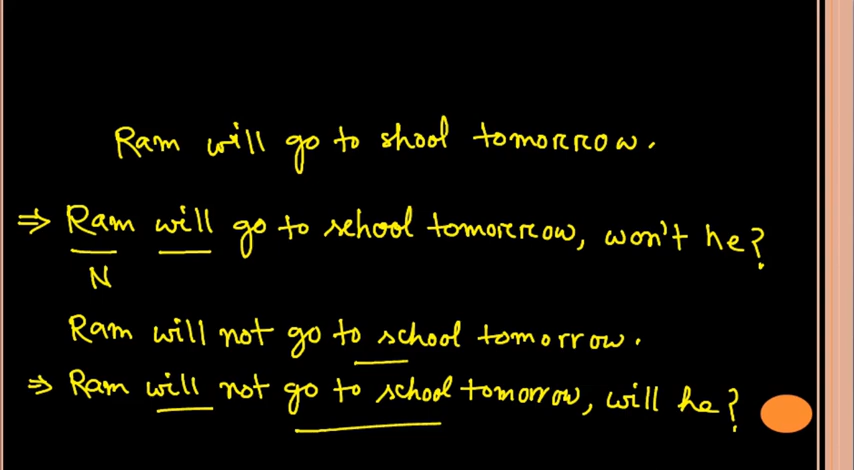 Ram will go to shool tomorrow.
⇒ Ram will go to school tomorrow, won't he?
N
Ram will not go to school tomorrow.
⇒ Ram will not go to school tomorrow, will he?